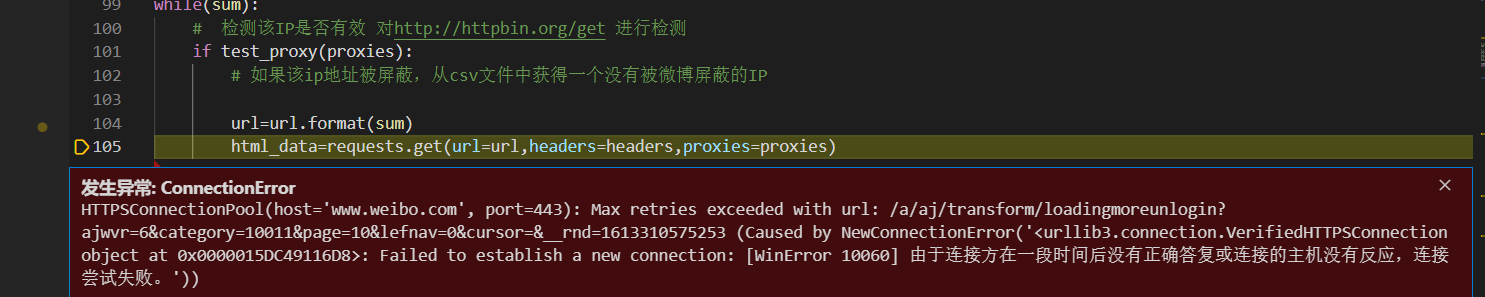 99 while(sum):
100 # 检测该IP是否有效 对http://httpbin.org/get 进行检测
101 if test_proxy(proxies):
102 # 如果该ip地址被屏蔽，从csv文件中获得一个没有被微博屏蔽的IP
103
104 url=url.format(sum)
105 html_data=requests.get(url=url,headers=headers,proxies=proxies)
发生异常: ConnectionError
HTTPSConnectionPool(host='www.weibo.com', port=443): Max retries exceeded with url: /a/aj/transform/loadingmoreunlogin?
ajwvr=6&category=10011&page=10&lefnav=0&cursor=&__rnd=1613310575253 (Caused by NewConnectionError('<urllib3.connection.VerifiedHTTPSConnection
object at 0x0000015DC49116D8>: Failed to establish a new connection: [WinError 10060] 由于连接方在一段时间后没有正确答复或连接的主机没有反应，连接
尝试失败。'))